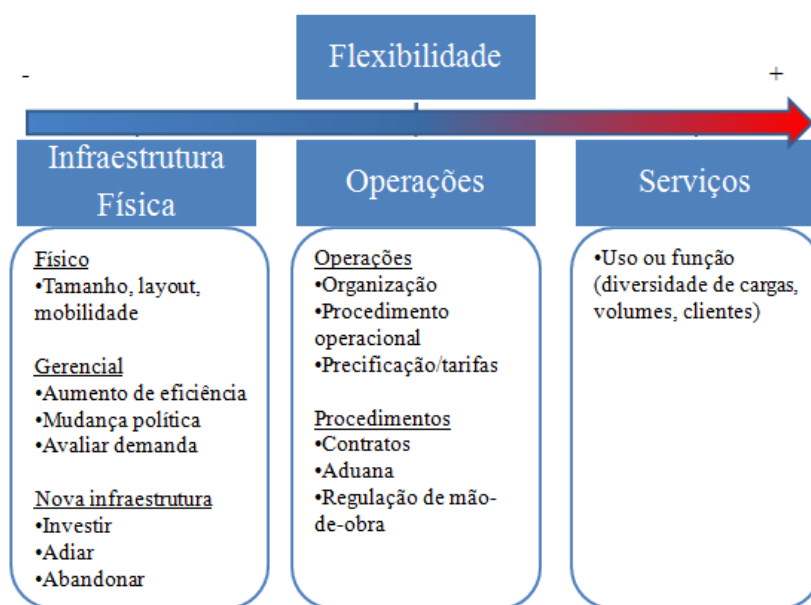 Flexibilidade
-
+
Infraestrutura
Física
Operações
Serviços
Físico
•Tamanho, layout,
mobilidade
Gerencial
•Aumento de eficiência
•Mudança política
•Avaliar demanda
Nova infraestrutura
•Investir
•Adiar
•Abandonar
Operações
•Organização
•Procedimento
operacional
•Precificação/tarifas
Procedimentos
•Contratos
•Aduana
•Regulação de mão-
de-obra
•Uso ou função
(diversidade de cargas,
volumes, clientes)